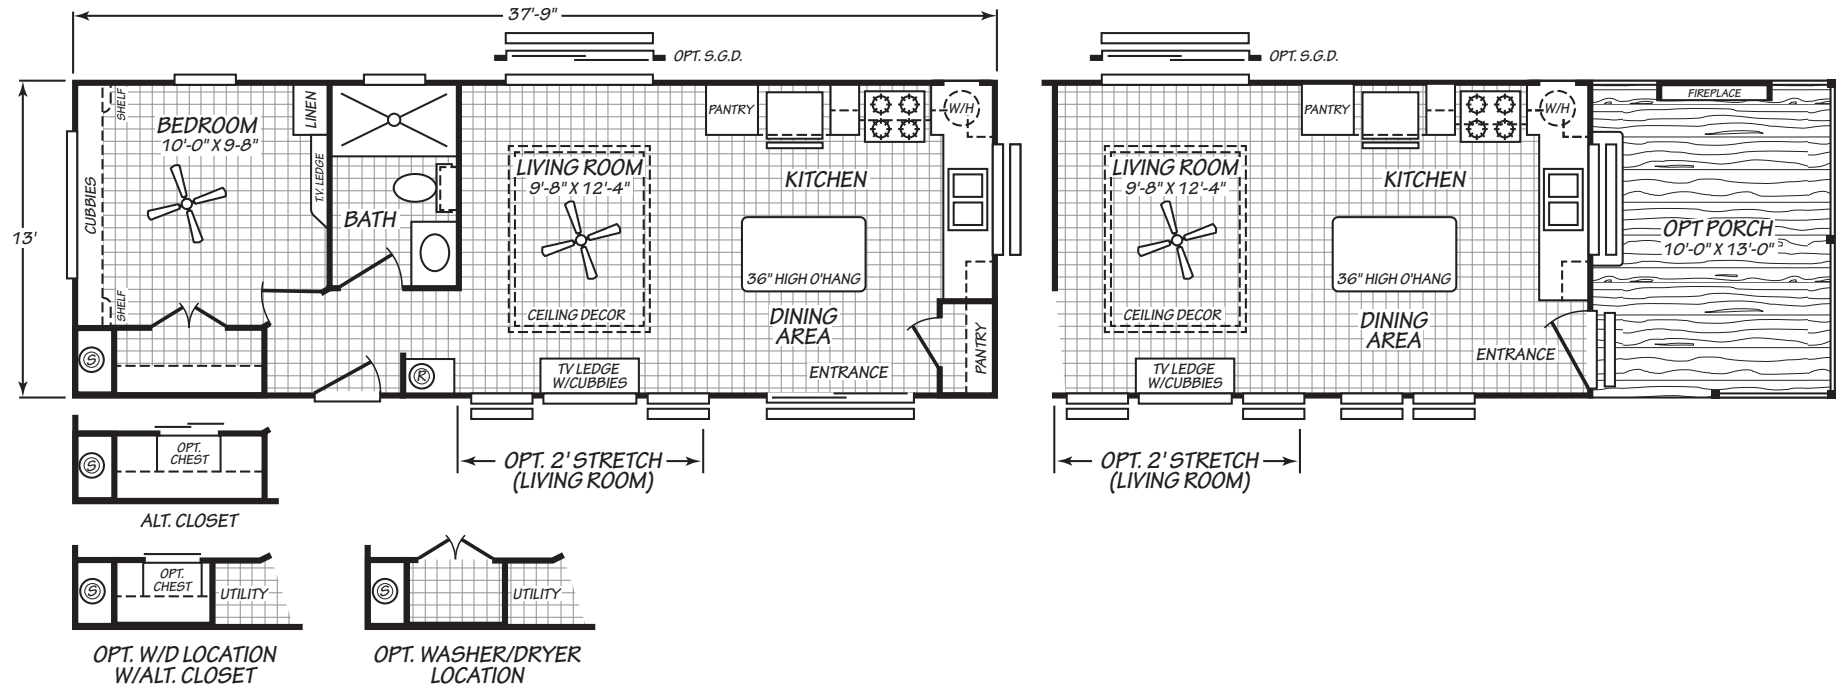 37'-9"
OPT. S.G.D.
13'
SHELF
BEDROOM
10'-0" X 9-8"
LINEN
T.V. LEDGE
CUBBIES
SHELF
S
BATH
LIVING ROOM
9'-8" X 12'-4"
CEILING DECOR
R
TV LEDGE
W/CUBBIES
PANTRY
W/H
KITCHEN
36" HIGH O'HANG
DINING
AREA
ENTRANCE
PANTRY
OPT. 2' STRETCH
(LIVING ROOM)
OPT. S.G.D.
PANTRY
W/H
LIVING ROOM
9'-8" X 12'-4"
CEILING DECOR
TV LEDGE
W/CUBBIES
KITCHEN
36" HIGH O'HANG
DINING
AREA
ENTRANCE
FIREPLACE
OPT PORCH
10'-0" X 13'-0"
OPT. 2' STRETCH
(LIVING ROOM)
S
OPT.
CHEST
ALT. CLOSET
S
OPT.
CHEST
UTILITY
OPT. W/D LOCATION
W/ALT. CLOSET
S
UTILITY
OPT. WASHER/DRYER
LOCATION